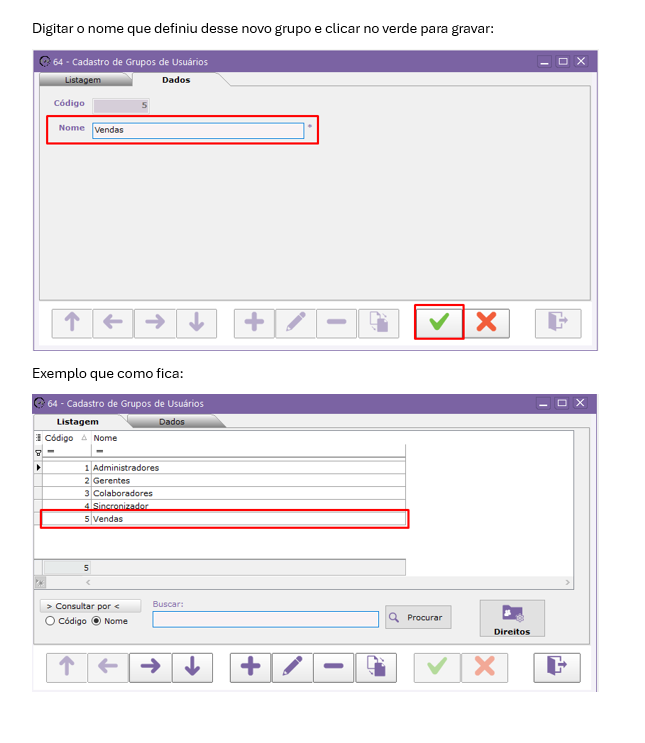 Digitar o nome que definiu desse novo grupo e clicar no verde para gravar:
64 - Cadastro de Grupos de Usuários
Listagem Dados
Código 5
Nome Vendas *
Exemplo que como fica:
64 - Cadastro de Grupos de Usuários
Listagem Dados
Código Nome
= =
1 Administradores
2 Gerentes
3 Colaboradores
4 Sincronizador
5 Vendas
5
> Consultar por < Buscar:
Código Nome Procurar
Direitos